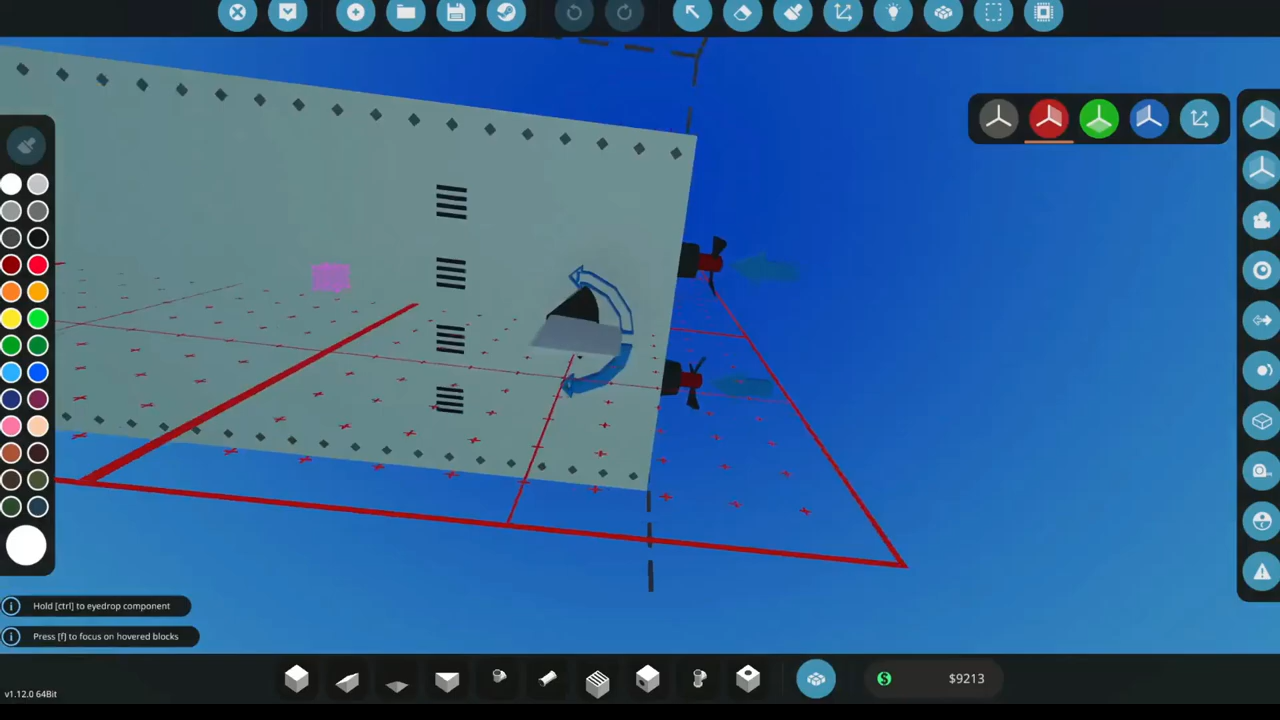 Hold [ctrl] to eyedrop component
Press [f] to focus on hovered blocks
$9213
v1.12.0 64Bit